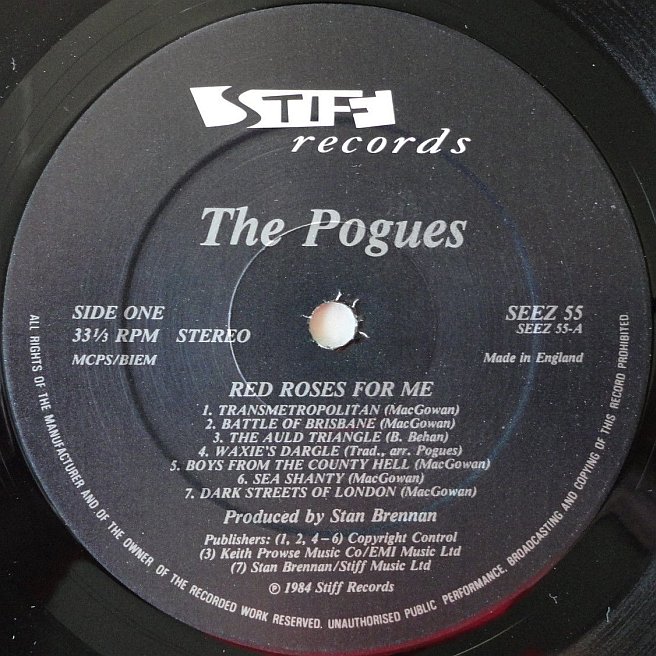 STIFF
records
The Pogues
SIDE ONE
33⅓ RPM STEREO
MCPS/BIEM
SEEZ 55
SEEZ 55-A
Made in England
RED ROSES FOR ME
1. TRANSMETROPOLITAN (MacGowan)
2. BATTLE OF BRISBANE (MacGowan)
3. THE AULD TRIANGLE (B. Behan)
4. WAXIE'S DARGLE (Trad., arr. Pogues)
5. BOYS FROM THE COUNTY HELL (MacGowan)
6. SEA SHANTY (MacGowan)
7. DARK STREETS OF LONDON (MacGowan)
Produced by Stan Brennan
Publishers: (1, 2, 4–6) Copyright Control
(3) Keith Prowse Music Co/EMI Music Ltd
(7) Stan Brennan/Stiff Music Ltd
℗ 1984 Stiff Records
ALL RIGHTS OF THE MANUFACTURER AND OF THE OWNER OF THE RECORDED WORK RESERVED. UNAUTHORISED PUBLIC PERFORMANCE, BROADCASTING AND COPYING OF THIS RECORD PROHIBITED.